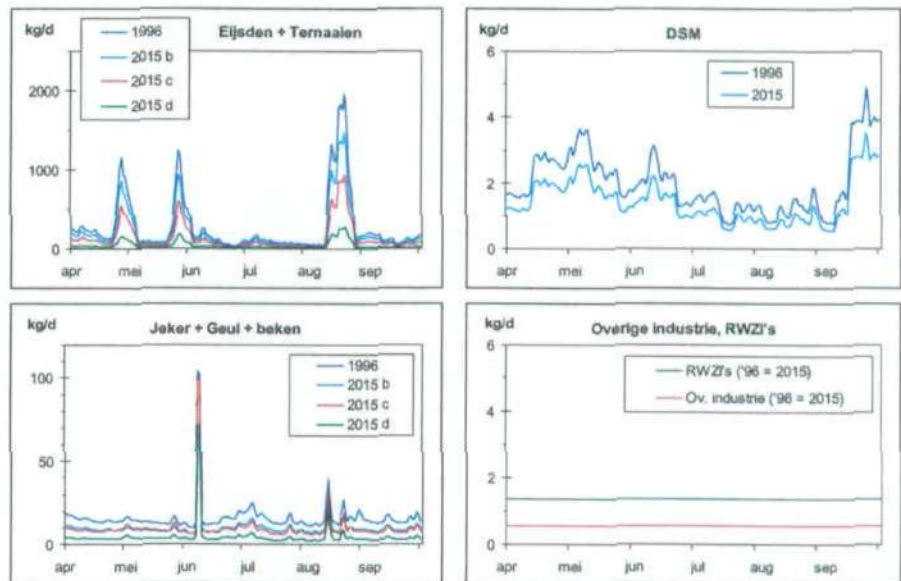 kg/d
Eijsden + Ternaaien
1996
2015 b
2015 c
2015 d
2000
1000
0
apr mei jun jul aug sep
kg/d
DSM
1996
2015
6
4
2
0
apr mei jun jul aug sep
kg/d
Jeker + Geul + beken
1996
2015 b
2015 c
2015 d
100
50
0
apr mei jun jul aug sep
kg/d
Overige industrie, RWZI's
RWZI's ('96 = 2015)
Ov. industrie ('96 = 2015)
6
4
2
0
apr mei jun jul aug sep